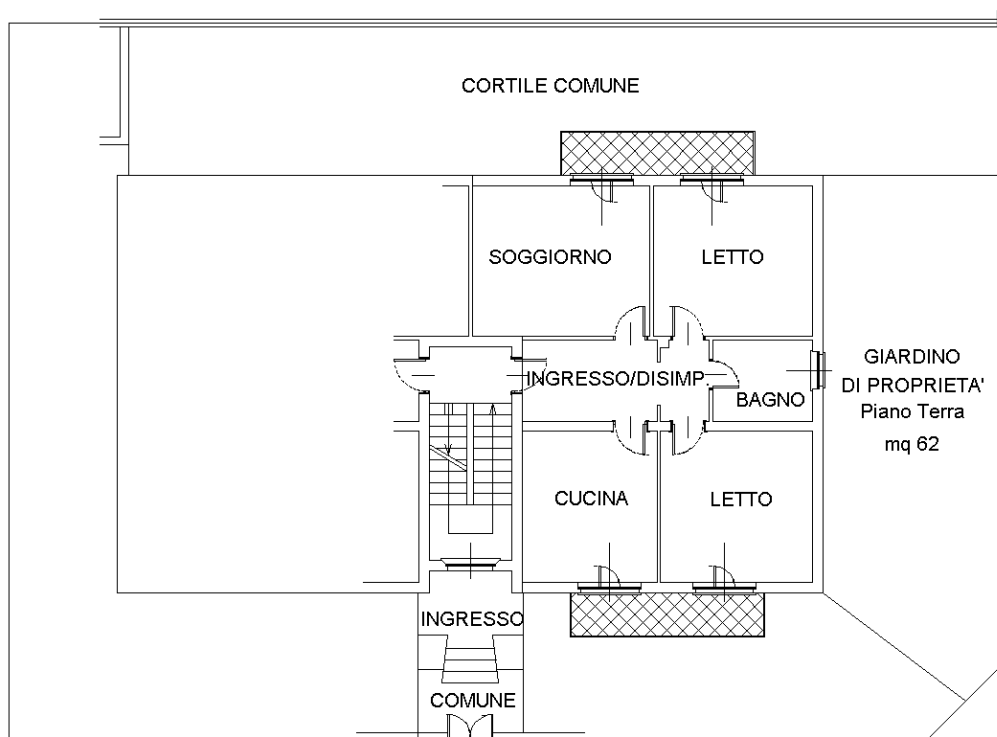 CORTILE COMUNE
SOGGIORNO
LETTO
INGRESSO/DISIMP.
BAGNO
GIARDINO
DI PROPRIETA'
Piano Terra
mq 62
CUCINA
LETTO
INGRESSO
COMUNE